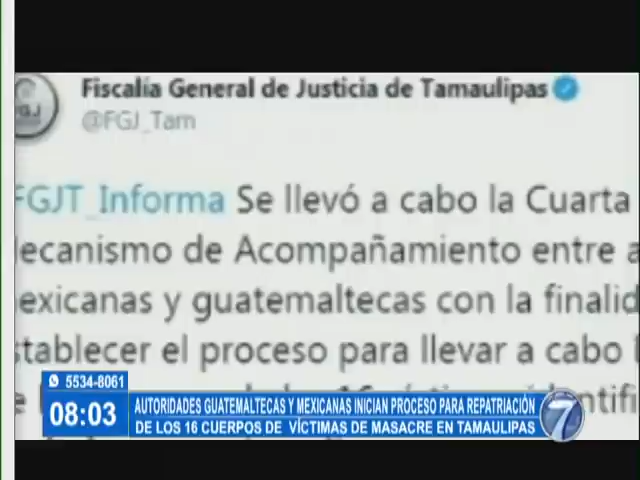 Fiscalía General de Justicia de Tamaulipas
@FGJ_Tam
FGJT_Informa Se llevó a cabo la Cuarta
ecanismo de Acompañamiento entre a
exicanas y guatemaltecas con la finalid
stablecer el proceso para llevar a cabo
5534-8061
08:03
AUTORIDADES GUATEMALTECAS Y MEXICANAS INICIAN PROCESO PARA REPATRIACIÓN
DE LOS 16 CUERPOS DE VÍCTIMAS DE MASACRE EN TAMAULIPAS
7